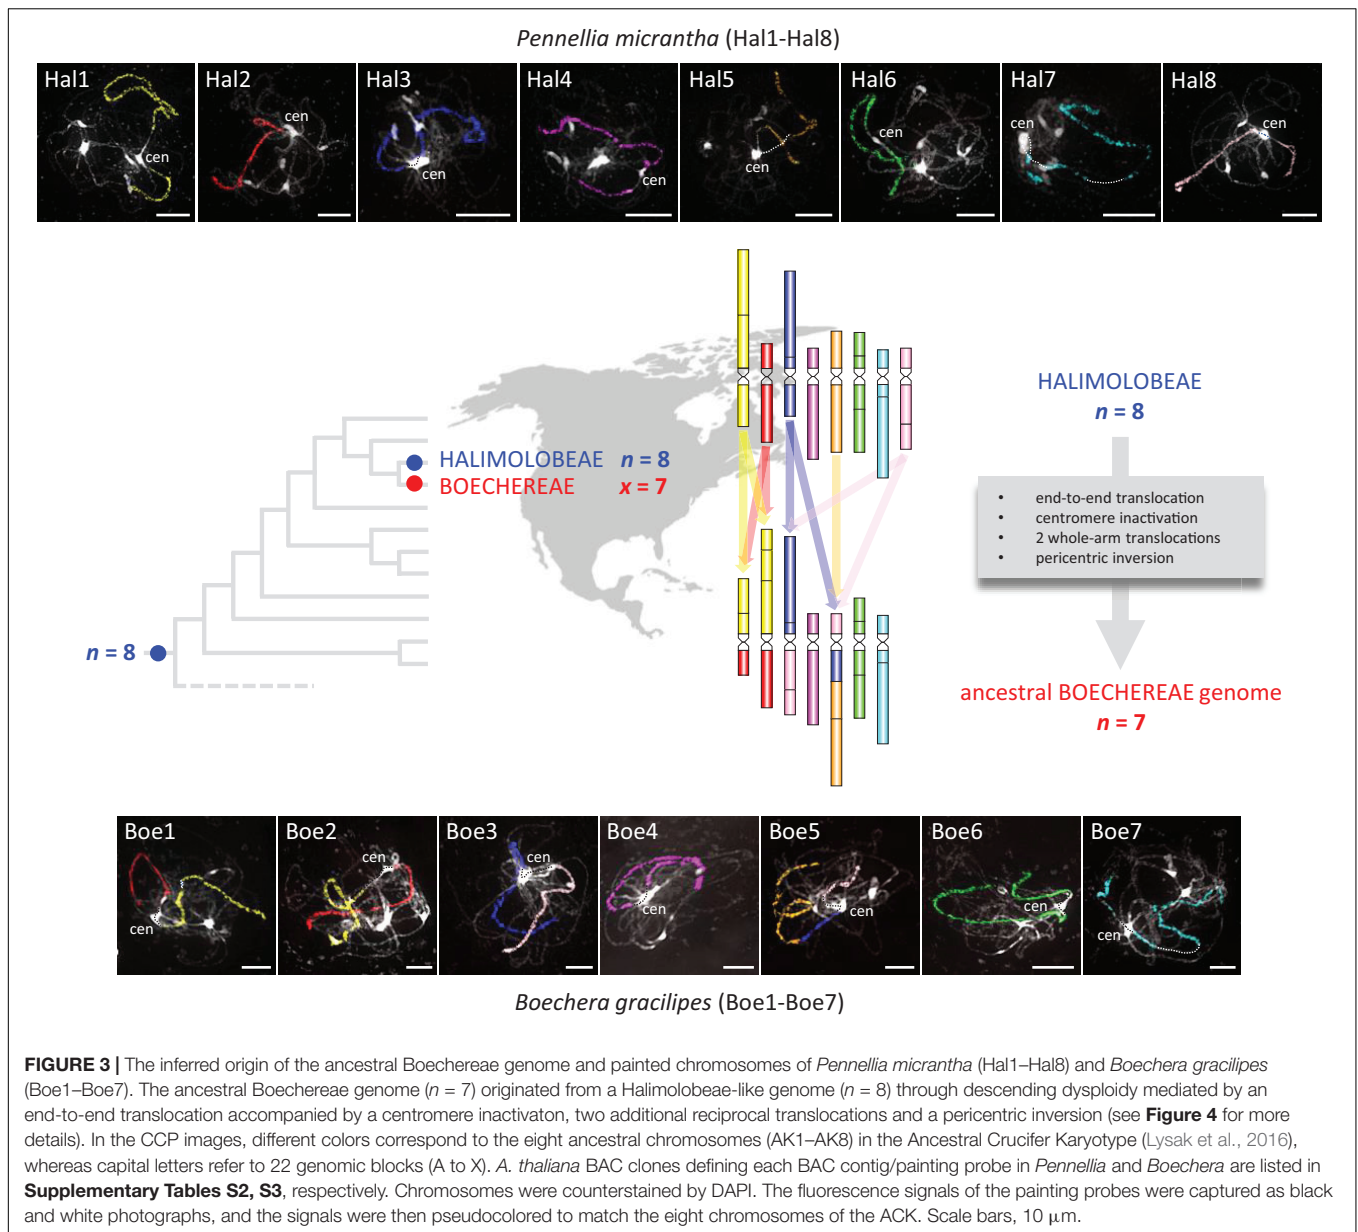 Pennellia micrantha (Hal1-Hal8)
Hal1
Hal2
Hal3
Hal4
Hal5
Hal6
Hal7
Hal8
cen
cen
cen
cen
cen
cen
cen
cen
HALIMOLOBEAE n = 8
BOECHEREAE x = 7
n = 8
HALIMOLOBEAE
n = 8
• end-to-end translocation
• centromere inactivation
• 2 whole-arm translocations
• pericentric inversion
ancestral BOECHEREAE genome
n = 7
Boe1
Boe2
Boe3
Boe4
Boe5
Boe6
Boe7
cen
cen
cen
cen
cen
cen
cen
Boechera gracilipes (Boe1-Boe7)
FIGURE 3 | The inferred origin of the ancestral Boechereae genome and painted chromosomes of Pennellia micrantha (Hal1–Hal8) and Boechera gracilipes
(Boe1–Boe7). The ancestral Boechereae genome (n = 7) originated from a Halimolobeae-like genome (n = 8) through descending dysploidy mediated by an
end-to-end translocation accompanied by a centromere inactivaton, two additional reciprocal translocations and a pericentric inversion (see Figure 4 for more
details). In the CCP images, different colors correspond to the eight ancestral chromosomes (AK1–AK8) in the Ancestral Crucifer Karyotype (Lysak et al., 2016),
whereas capital letters refer to 22 genomic blocks (A to X). A. thaliana BAC clones defining each BAC contig/painting probe in Pennellia and Boechera are listed in
Supplementary Tables S2, S3, respectively. Chromosomes were counterstained by DAPI. The fluorescence signals of the painting probes were captured as black
and white photographs, and the signals were then pseudocolored to match the eight chromosomes of the ACK. Scale bars, 10 μm.